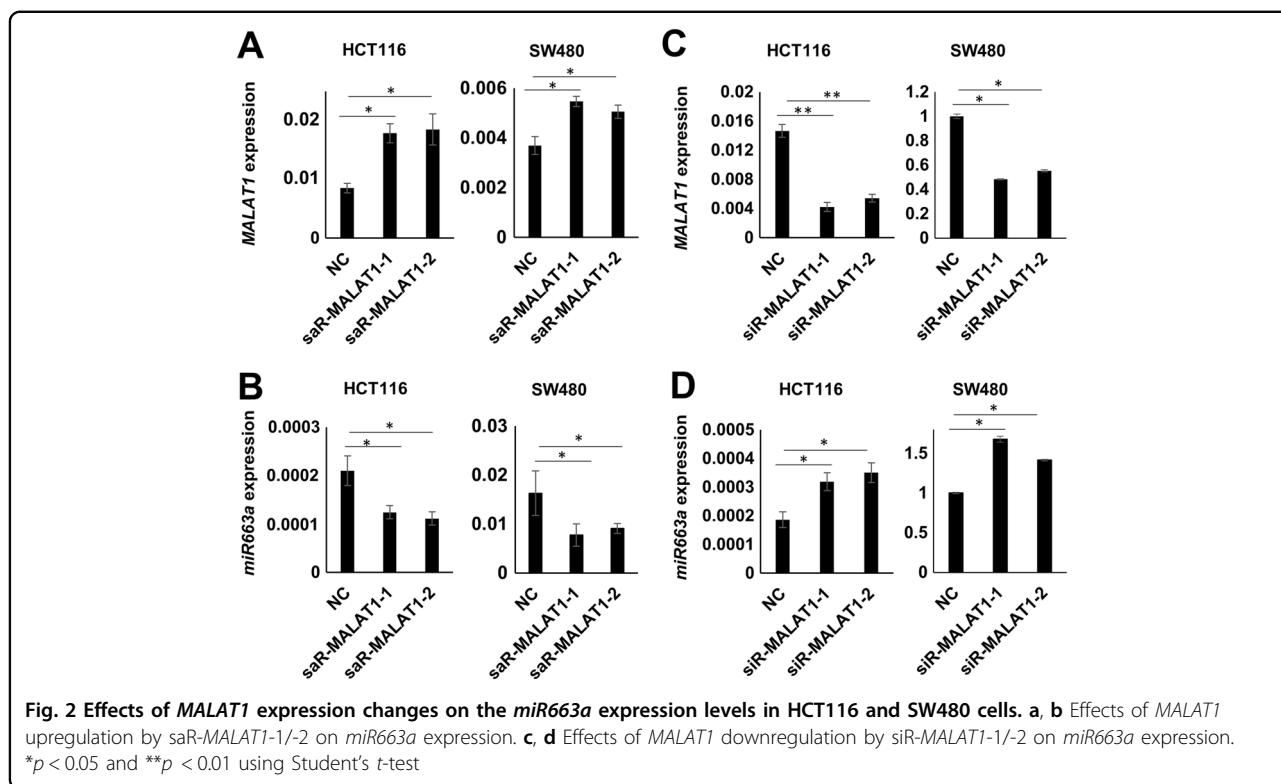 A
HCT116
SW480
MALAT1 expression
0.02
0.01
0
*
*
NC
saR-MALAT1-1
saR-MALAT1-2
0.006
0.004
0.002
0
*
*
NC
saR-MALAT1-1
saR-MALAT1-2
C
HCT116
SW480
MALAT1 expression
0.02
0.016
0.012
0.008
0.004
0
**
**
NC
siR-MALAT1-1
siR-MALAT1-2
1.2
1
0.8
0.6
0.4
0.2
0
*
*
NC
siR-MALAT1-1
siR-MALAT1-2
B
HCT116
SW480
miR663a expression
0.0003
0.0002
0.0001
0
*
*
NC
saR-MALAT1-1
saR-MALAT1-2
0.03
0.02
0.01
0
*
*
NC
saR-MALAT1-1
saR-MALAT1-2
D
HCT116
SW480
miR663a expression
0.0005
0.0004
0.0003
0.0002
0.0001
0
*
*
NC
siR-MALAT1-1
siR-MALAT1-2
1.5
1
0.5
0
*
*
NC
siR-MALAT1-1
siR-MALAT1-2
Fig. 2 Effects of MALAT1 expression changes on the miR663a expression levels in HCT116 and SW480 cells. a, b Effects of MALAT1
upregulation by saR-MALAT1-1/-2 on miR663a expression. c, d Effects of MALAT1 downregulation by siR-MALAT1-1/-2 on miR663a expression.
*p < 0.05 and **p < 0.01 using Student's t-test